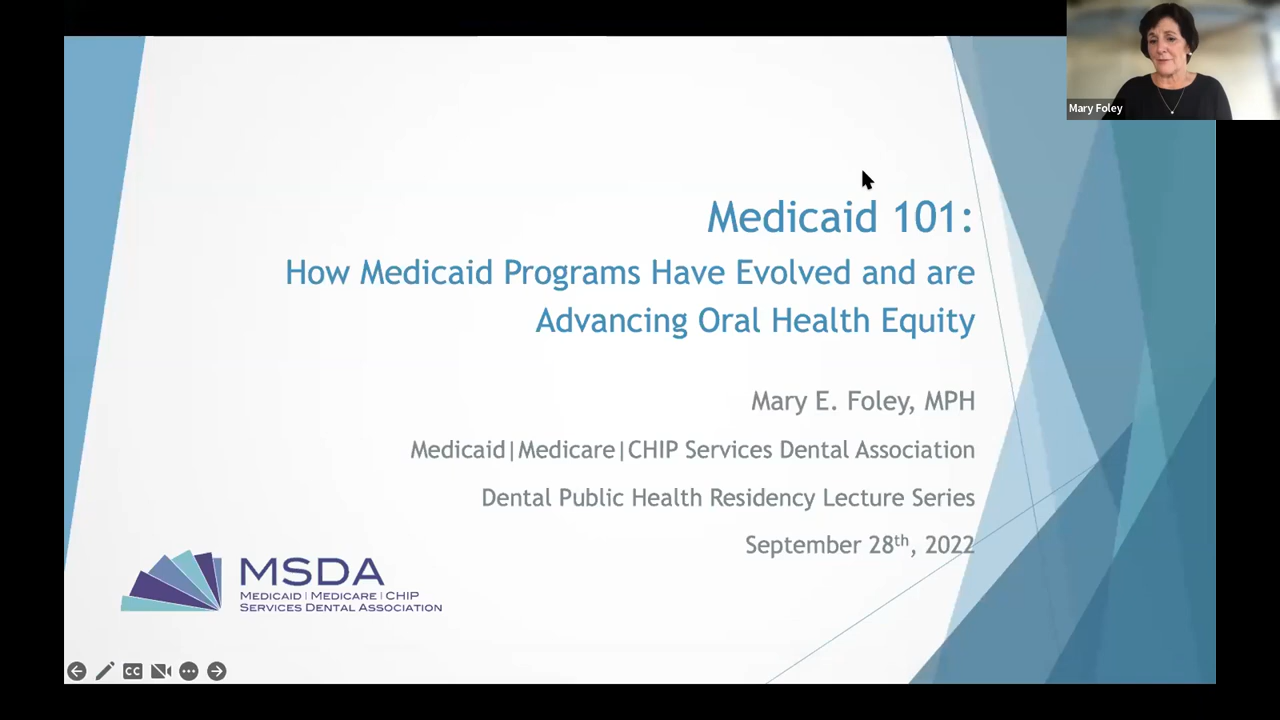 Mary Foley
Medicaid 101:
How Medicaid Programs Have Evolved and are
Advancing Oral Health Equity
Mary E. Foley, MPH
Medicaid|Medicare|CHIP Services Dental Association
Dental Public Health Residency Lecture Series
September 28th, 2022
MSDA
MEDICAID | MEDICARE | CHIP
SERVICES DENTAL ASSOCIATION
CC